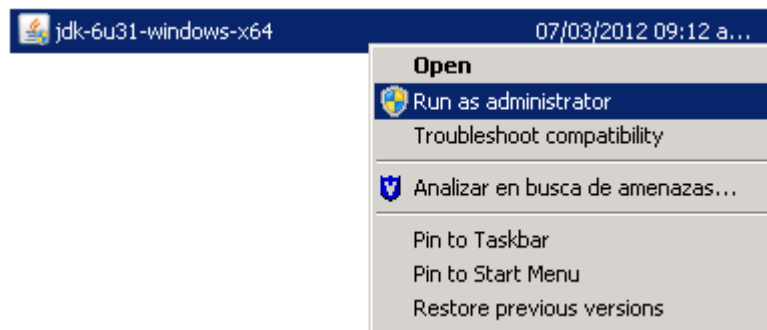 jdk-6u31-windows-x64 07/03/2012 09:12 a...
Open
Run as administrator
Troubleshoot compatibility
Analizar en busca de amenazas...
Pin to Taskbar
Pin to Start Menu
Restore previous versions